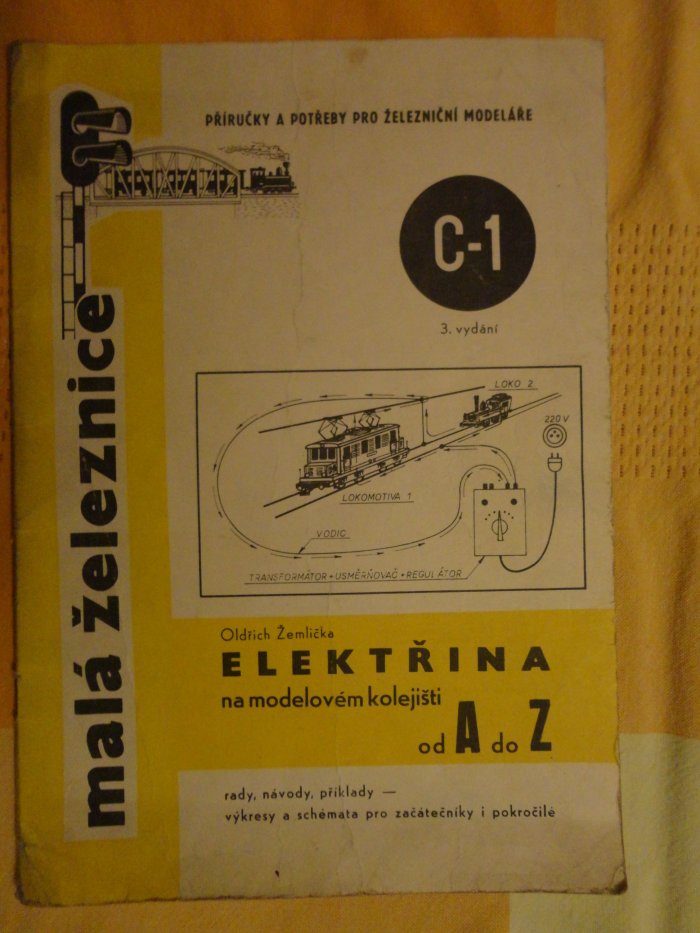 PŘÍRUČKY A POTŘEBY PRO ŽELEZNIČNÍ MODELÁŘE
C-1
3. vydání
malá železnice
LOKO 2
220 V
LOKOMOTIVA 1
VODIČ
TRANSFORMÁTOR + USMĚRŇOVAČ + REGULÁTOR
Oldřich Žemlička
ELEKTŘINA
na modelovém kolejišti
od A do Z
rady, návody, příklady —
výkresy a schémata pro začátečníky i pokročilé